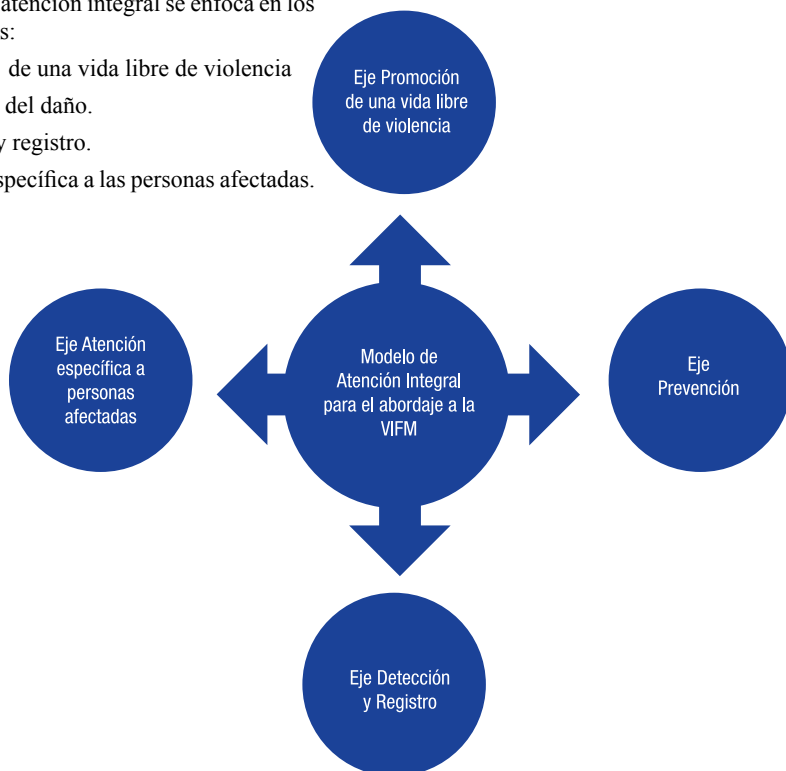 atención integral se enfoca en los
s:
de una vida libre de violencia
del daño.
y registro.
specífica a las personas afectadas.
Eje Promoción
de una vida libre
de violencia
Eje Atención
específica a
personas
afectadas
Modelo de
Atención Integral
para el abordaje a la
VIFM
Eje
Prevención
Eje Detección
y Registro